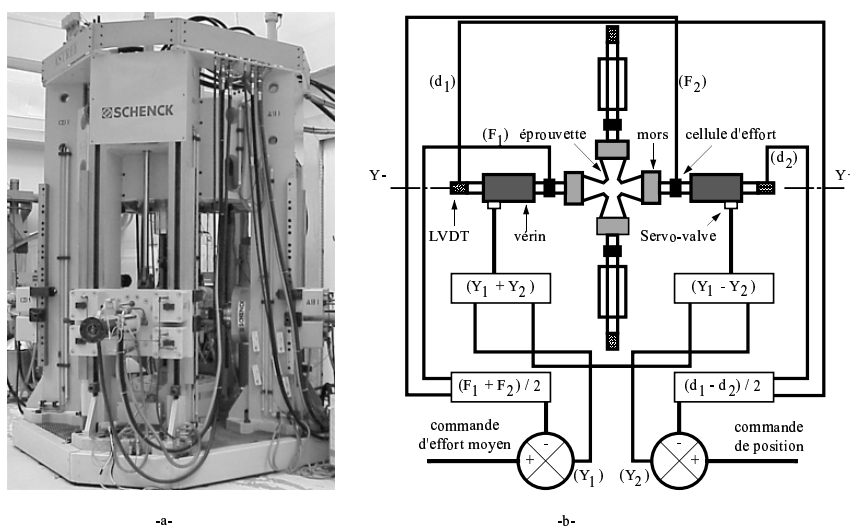 SCHENCK
(d1)
(F2)
(F1)
éprouvette
mors
cellule d'effort
(d2)
Y-
Y-
LVDT
vérin
Servo-valve
(Y1 + Y2)
(Y1 - Y2)
(F1 + F2) / 2
(d1 - d2) / 2
commande
d'effort moyen
commande
de position
-
+
-
+
(Y1)
(Y2)
-a-
-b-